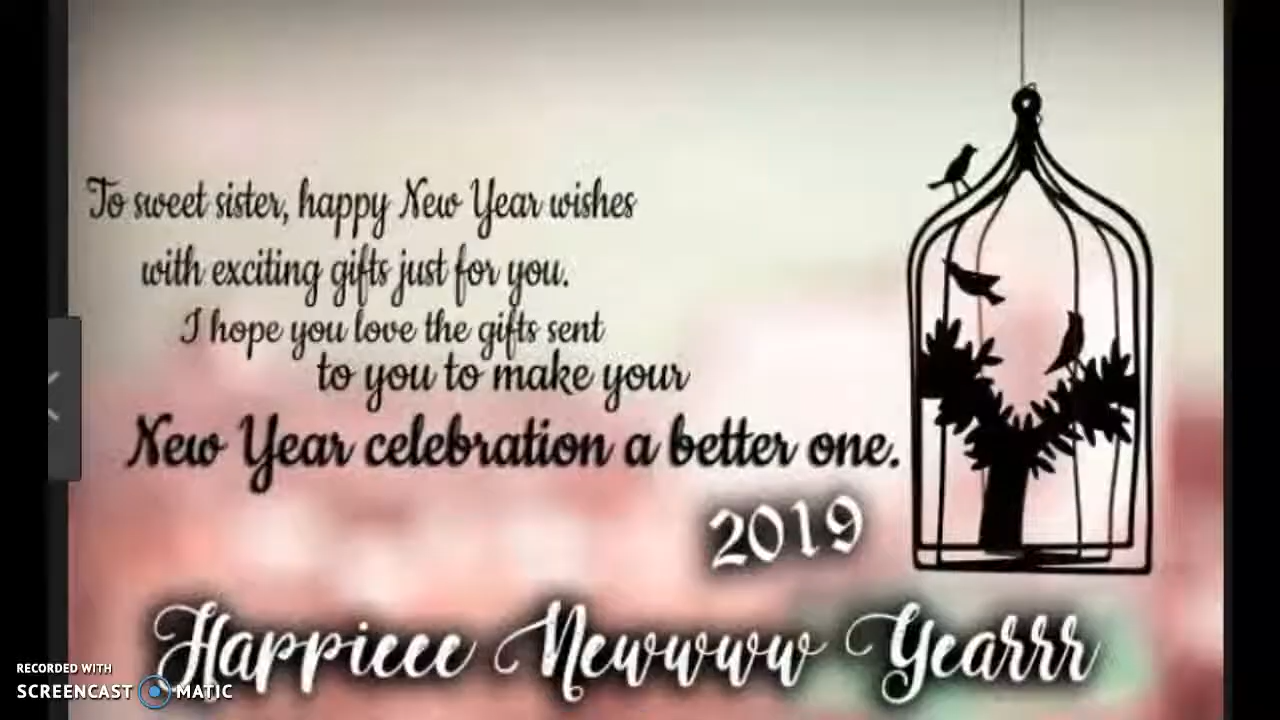 To sweet sister, happy New Year wishes
with exciting gifts just for you.
I hope you love the gifts sent
to you to make your
New Year celebration a better one.
2019
Happieee Newwww Yearrr
RECORDED WITH
SCREENCAST MATIC